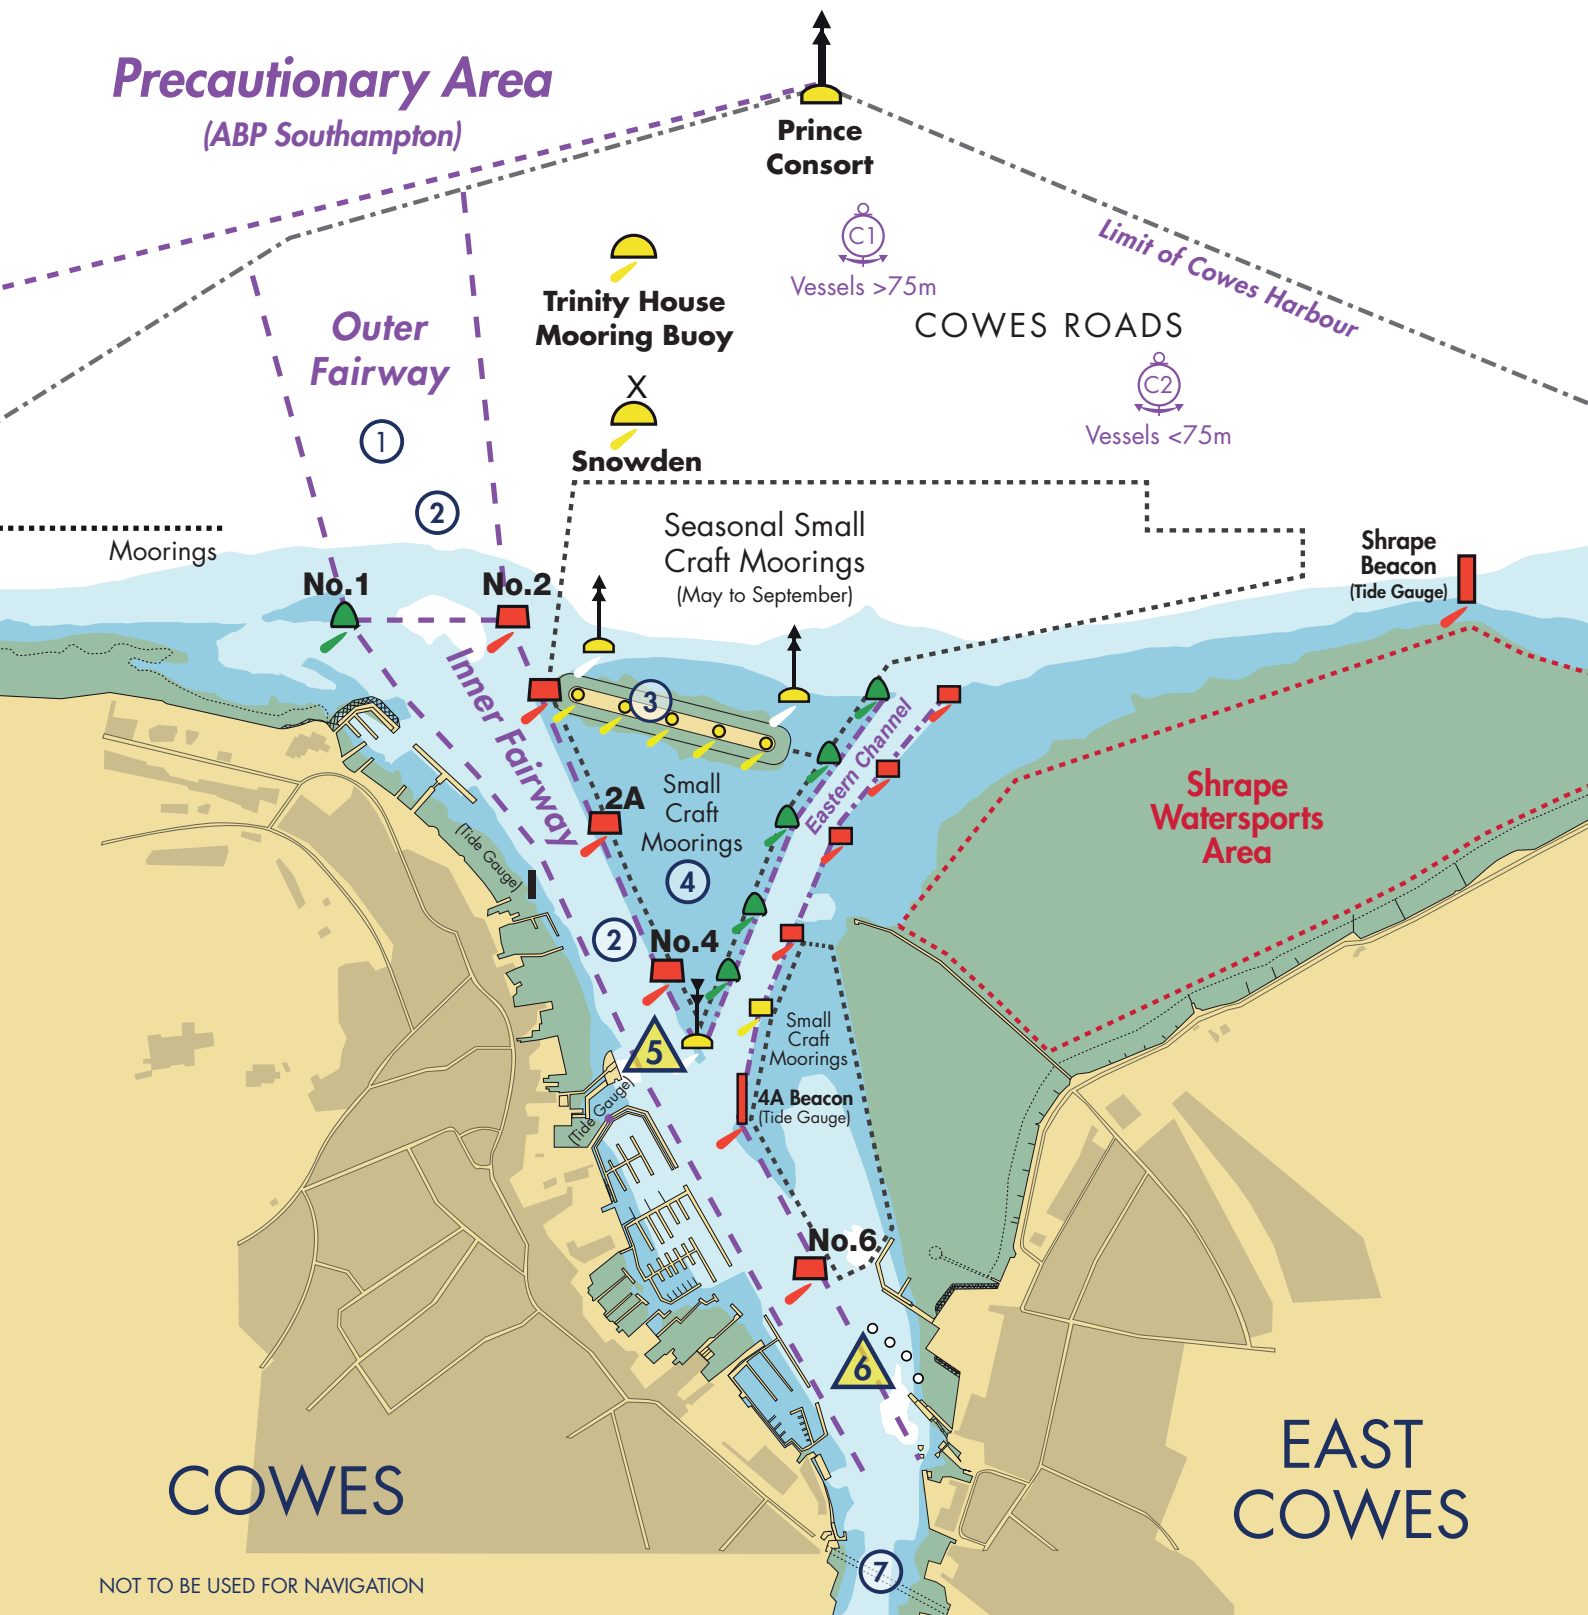 Precautionary Area
(ABP Southampton)
Prince
Consort
C1
Vessels >75m
Limit of Cowes Harbour
Trinity House
Mooring Buoy
COWES ROADS
Outer
Fairway
C2
Vessels <75m
X
Snowden
1
2
Moorings
Seasonal Small
Craft Moorings
(May to September)
Shrape
Beacon
(Tide Gauge)
No.1
No.2
Inner Fairway
3
Eastern Channel
2A
Small
Craft
Moorings
4
Shrape
Watersports
Area
(Tide Gauge)
2
No.4
5
Small
Craft
Moorings
4A Beacon
(Tide Gauge)
(Tide Gauge)
No.6
6
COWES
EAST
COWES
7
NOT TO BE USED FOR NAVIGATION